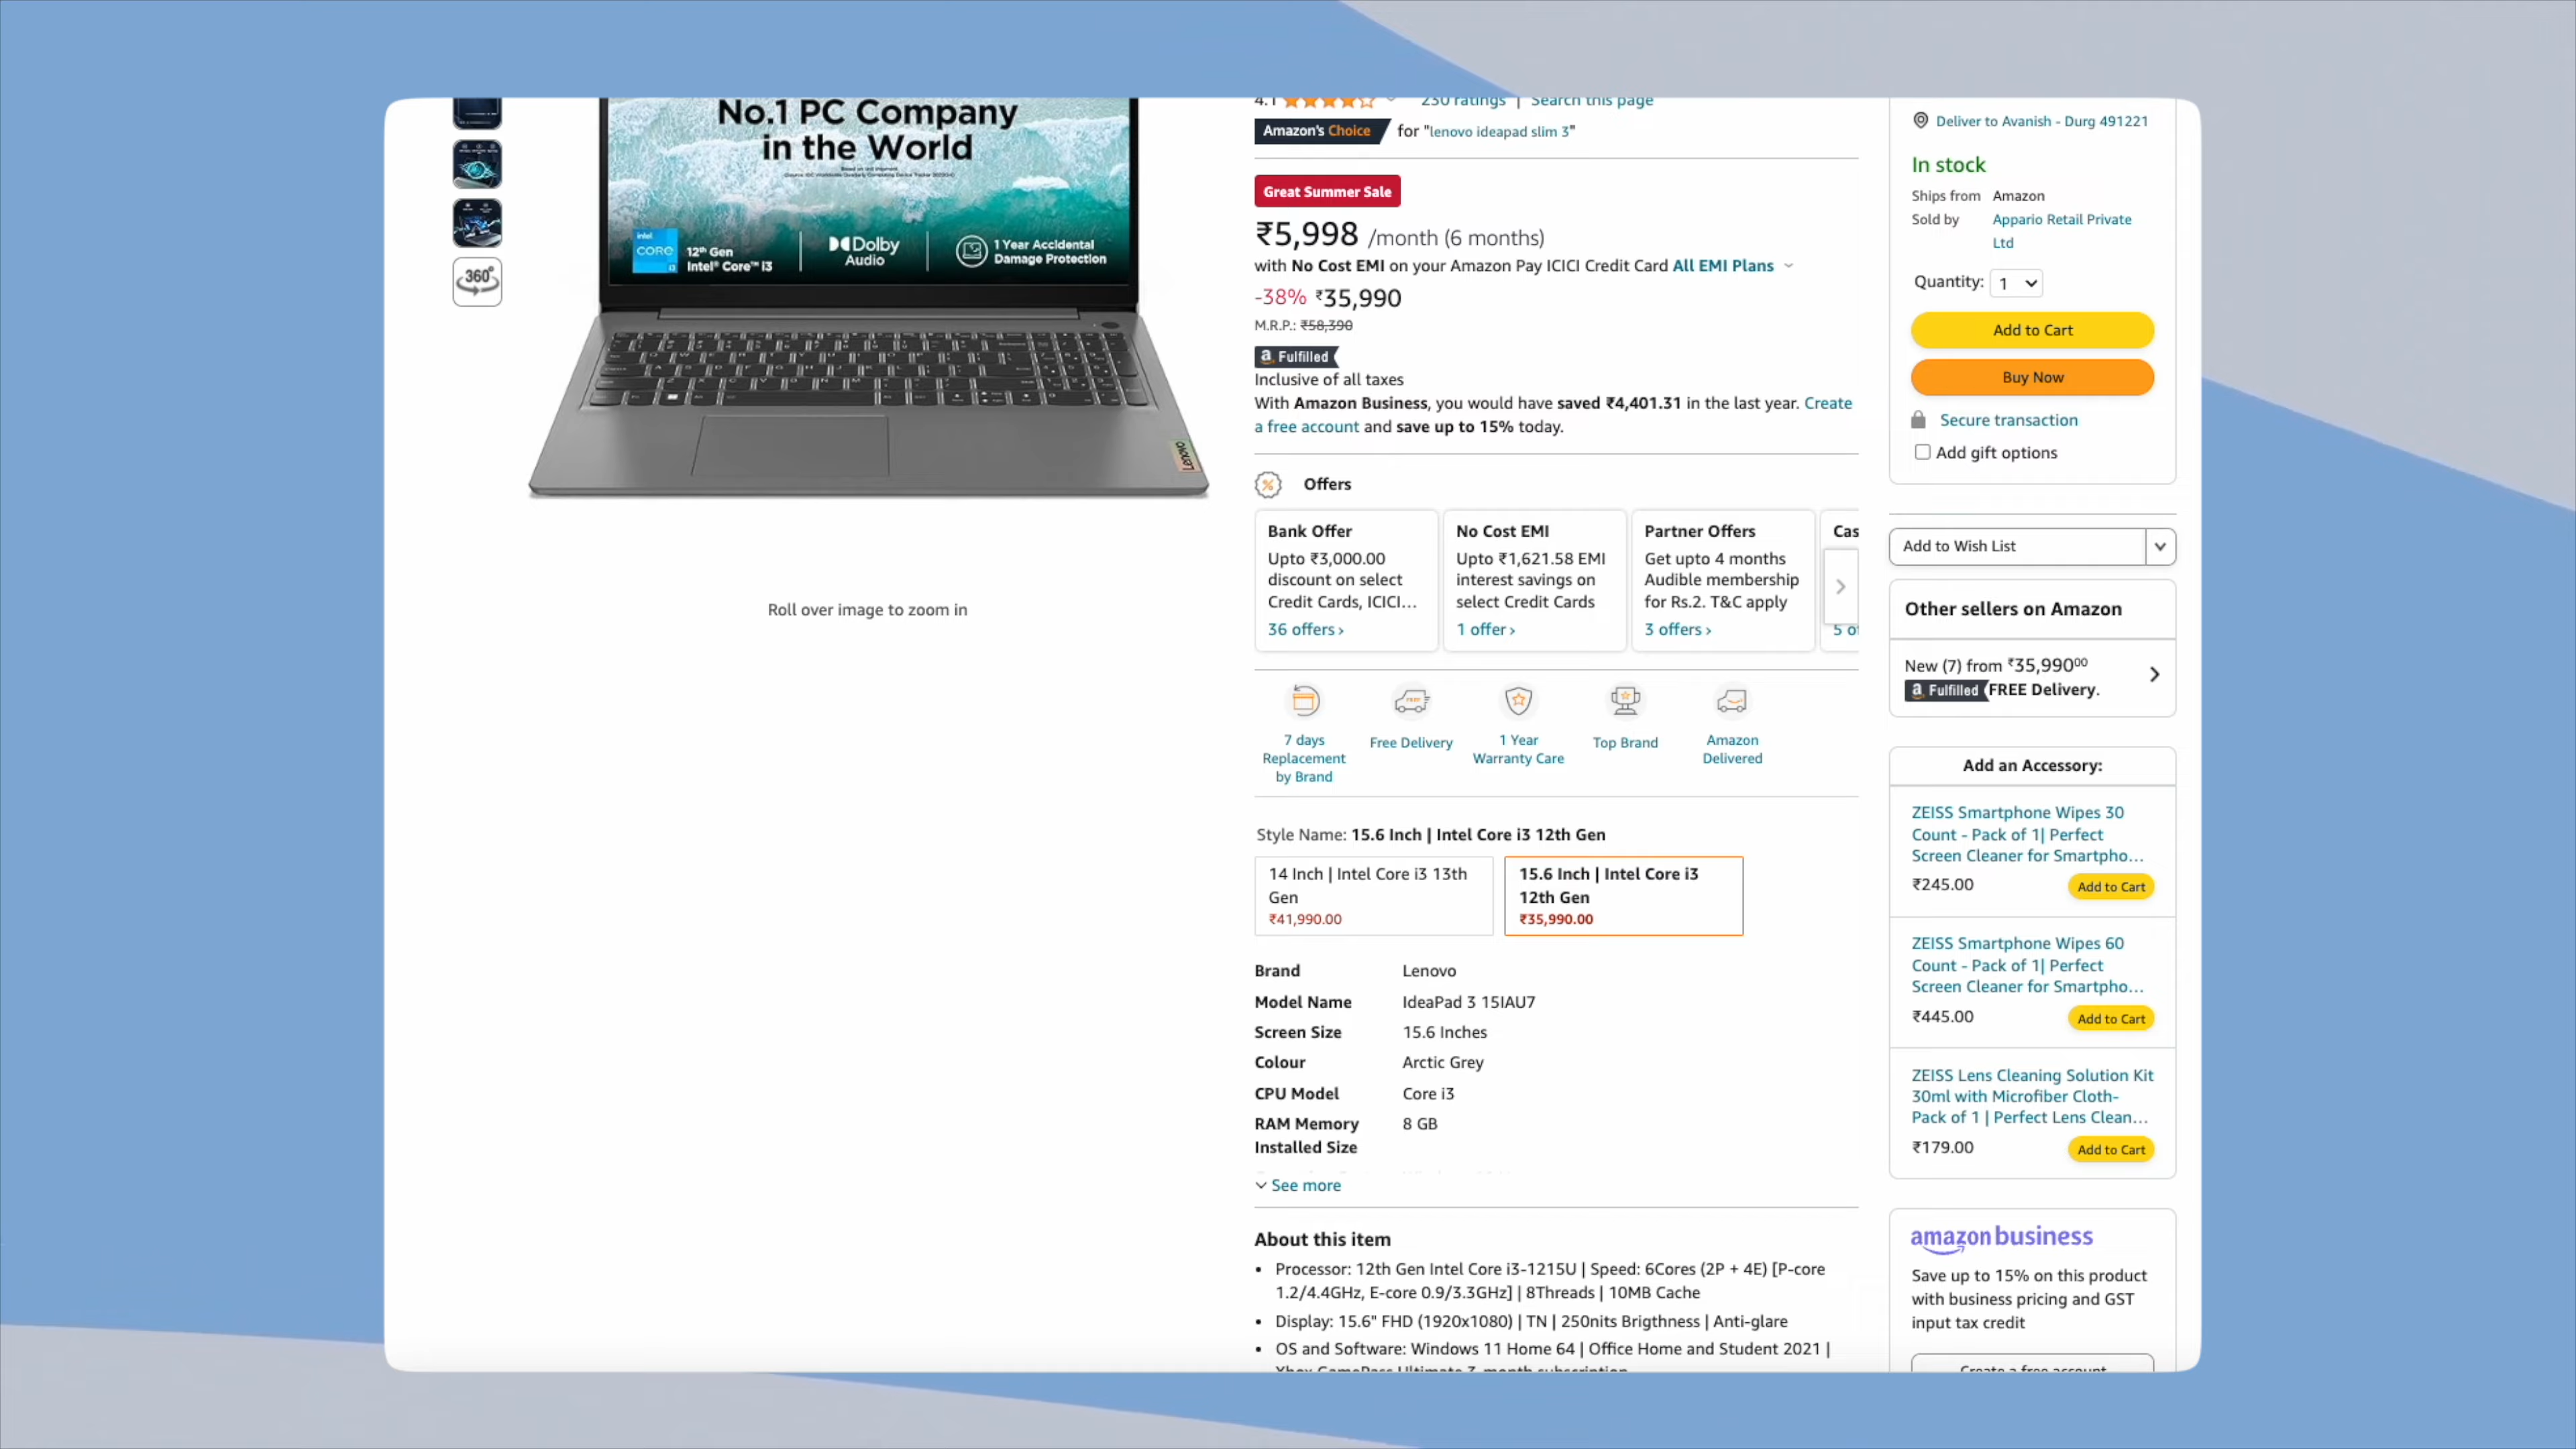 No.1 PC Company
in the World
intel
CORE
i3
12th Gen
Intel® Core™ i3
Dolby
Audio
1 Year Accidental
Damage Protection
360°
Lenovo
Roll over image to zoom in
4.1
230 ratings | Search this page
Amazon's Choice for "lenovo ideapad slim 3"
Great Summer Sale
₹5,998 /month (6 months)
with No Cost EMI on your Amazon Pay ICICI Credit Card All EMI Plans
-38% ₹35,990
M.R.P.: ₹58,390
a Fulfilled
Inclusive of all taxes
With Amazon Business, you would have saved ₹4,401.31 in the last year. Create
a free account and save up to 15% today.
Offers
Bank Offer
Upto ₹3,000.00
discount on select
Credit Cards, ICICI…
36 offers ›
No Cost EMI
Upto ₹1,621.58 EMI
interest savings on
select Credit Cards
1 offer ›
Partner Offers
Get upto 4 months
Audible membership
for Rs.2. T&C apply
3 offers ›
Cas
5 of
7 days
Replacement
by Brand
Free Delivery
1 Year
Warranty Care
Top Brand
Amazon
Delivered
Style Name: 15.6 Inch | Intel Core i3 12th Gen
14 Inch | Intel Core i3 13th
Gen
₹41,990.00
15.6 Inch | Intel Core i3
12th Gen
₹35,990.00
Brand Lenovo
Model Name IdeaPad 3 15IAU7
Screen Size 15.6 Inches
Colour Arctic Grey
CPU Model Core i3
RAM Memory 8 GB
Installed Size
See more
About this item
• Processor: 12th Gen Intel Core i3-1215U | Speed: 6Cores (2P + 4E) [P-core
1.2/4.4GHz, E-core 0.9/3.3GHz] | 8Threads | 10MB Cache
• Display: 15.6" FHD (1920x1080) | TN | 250nits Brigthness | Anti-glare
• OS and Software: Windows 11 Home 64 | Office Home and Student 2021 |
Xbox GamePass Ultimate 3-month subscription
Deliver to Avanish - Durg 491221
In stock
Ships from Amazon
Sold by Appario Retail Private
Ltd
Quantity: 1
Add to Cart
Buy Now
Secure transaction
Add gift options
Add to Wish List
Other sellers on Amazon
New (7) from ₹35,990⁰⁰
a Fulfilled FREE Delivery.
Add an Accessory:
ZEISS Smartphone Wipes 30
Count - Pack of 1| Perfect
Screen Cleaner for Smartpho…
₹245.00 Add to Cart
ZEISS Smartphone Wipes 60
Count - Pack of 1| Perfect
Screen Cleaner for Smartpho…
₹445.00 Add to Cart
ZEISS Lens Cleaning Solution Kit
30ml with Microfiber Cloth-
Pack of 1 | Perfect Lens Clean…
₹179.00 Add to Cart
amazon business
Save up to 15% on this product
with business pricing and GST
input tax credit
Create a free account